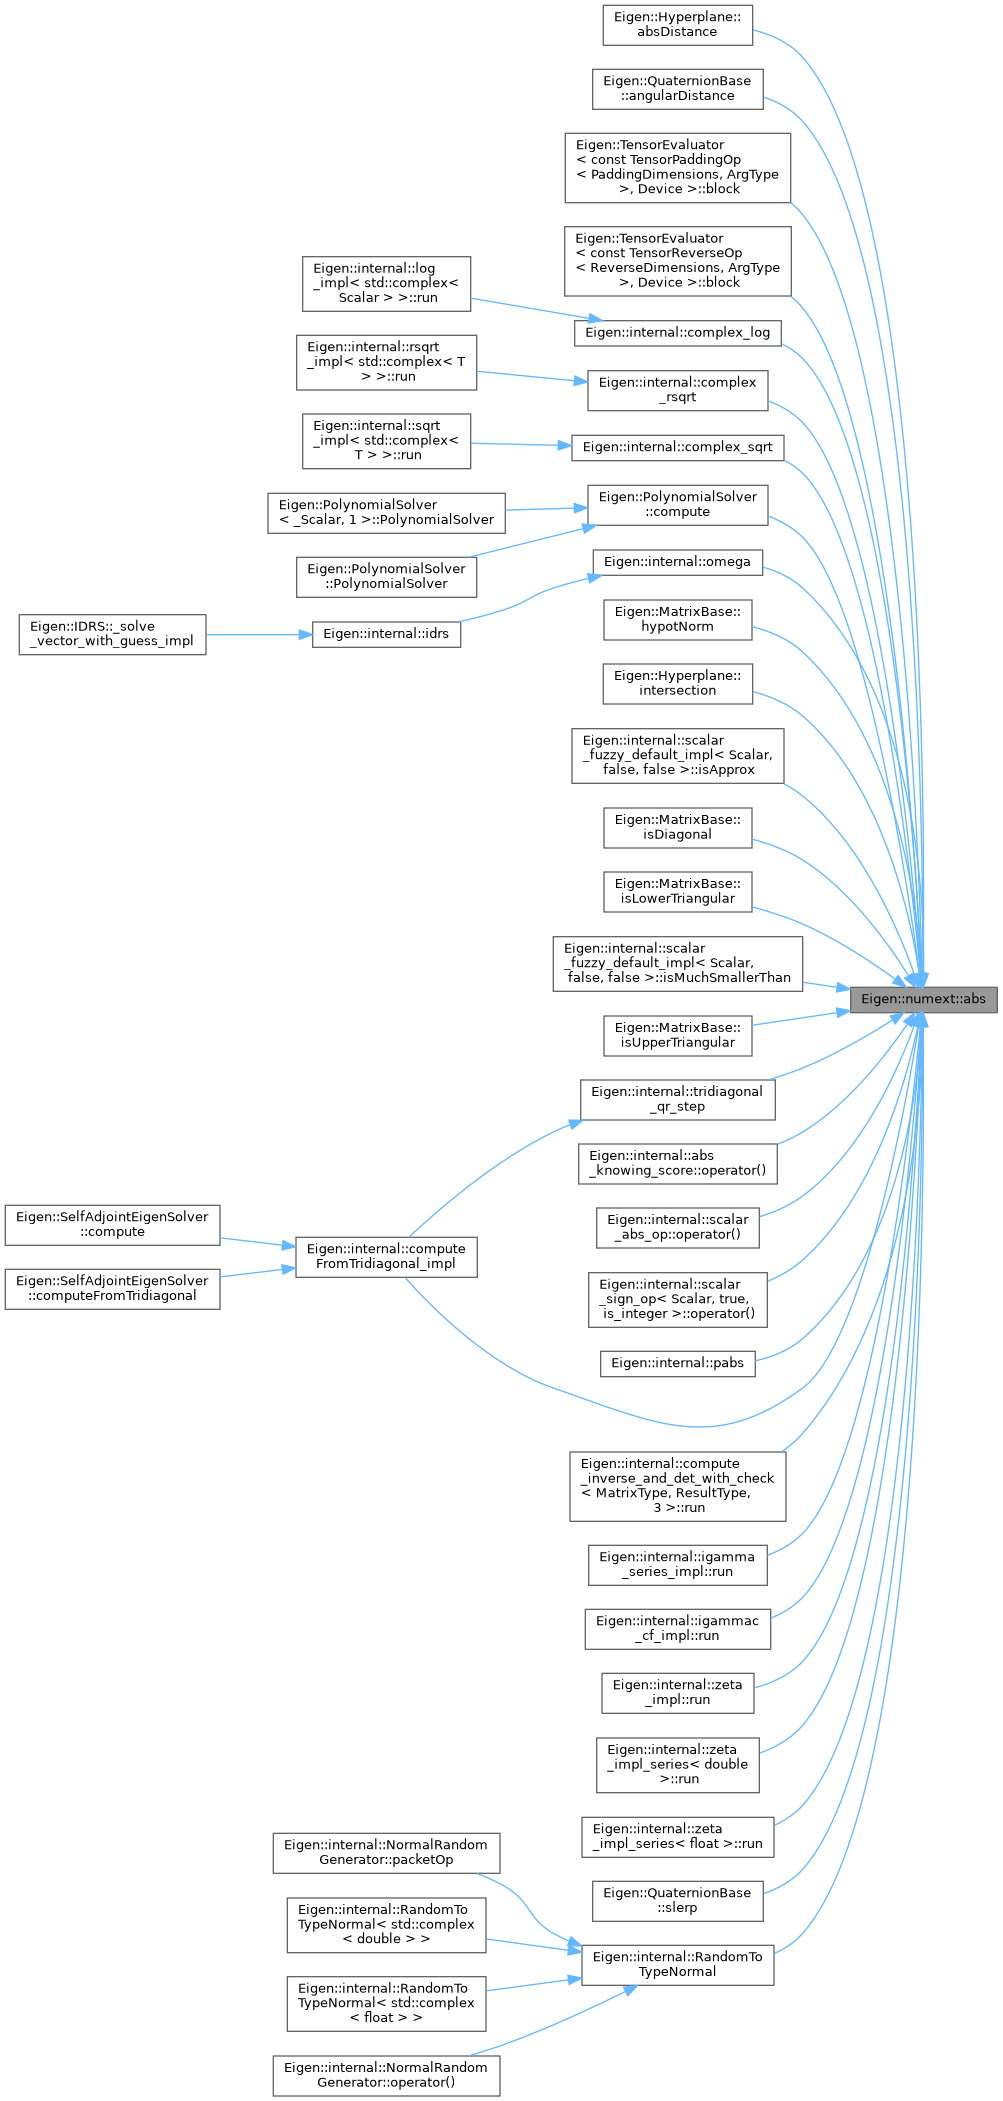 Eigen::Hyperplane::
absDistance
Eigen::QuaternionBase
::angularDistance
Eigen::TensorEvaluator
< const TensorPaddingOp
< PaddingDimensions, ArgType
>, Device >::block
Eigen::TensorEvaluator
< const TensorReverseOp
< ReverseDimensions, ArgType
>, Device >::block
Eigen::internal::log
_impl< std::complex<
Scalar > >::run
Eigen::internal::complex_log
Eigen::internal::rsqrt
_impl< std::complex< T
> >::run
Eigen::internal::complex
_rsqrt
Eigen::internal::sqrt
_impl< std::complex<
T > >::run
Eigen::internal::complex_sqrt
Eigen::PolynomialSolver
< _Scalar, 1 >::PolynomialSolver
Eigen::PolynomialSolver
::compute
Eigen::PolynomialSolver
::PolynomialSolver
Eigen::internal::omega
Eigen::IDRS::_solve
_vector_with_guess_impl
Eigen::internal::idrs
Eigen::MatrixBase::
hypotNorm
Eigen::Hyperplane::
intersection
Eigen::internal::scalar
_fuzzy_default_impl< Scalar,
false, false >::isApprox
Eigen::MatrixBase::
isDiagonal
Eigen::MatrixBase::
isLowerTriangular
Eigen::internal::scalar
_fuzzy_default_impl< Scalar,
false, false >::isMuchSmallerThan
Eigen::numext::abs
Eigen::MatrixBase::
isUpperTriangular
Eigen::internal::tridiagonal
_qr_step
Eigen::internal::abs
_knowing_score::operator()
Eigen::SelfAdjointEigenSolver
::compute
Eigen::internal::scalar
_abs_op::operator()
Eigen::internal::compute
FromTridiagonal_impl
Eigen::SelfAdjointEigenSolver
::computeFromTridiagonal
Eigen::internal::scalar
_sign_op< Scalar, true,
is_integer >::operator()
Eigen::internal::pabs
Eigen::internal::compute
_inverse_and_det_with_check
< MatrixType, ResultType,
3 >::run
Eigen::internal::igamma
_series_impl::run
Eigen::internal::igammac
_cf_impl::run
Eigen::internal::zeta
_impl::run
Eigen::internal::zeta
_impl_series< double
>::run
Eigen::internal::zeta
_impl_series< float >::run
Eigen::internal::NormalRandom
Generator::packetOp
Eigen::QuaternionBase
::slerp
Eigen::internal::RandomTo
TypeNormal< std::complex
< double > >
Eigen::internal::RandomTo
TypeNormal
Eigen::internal::RandomTo
TypeNormal< std::complex
< float > >
Eigen::internal::NormalRandom
Generator::operator()